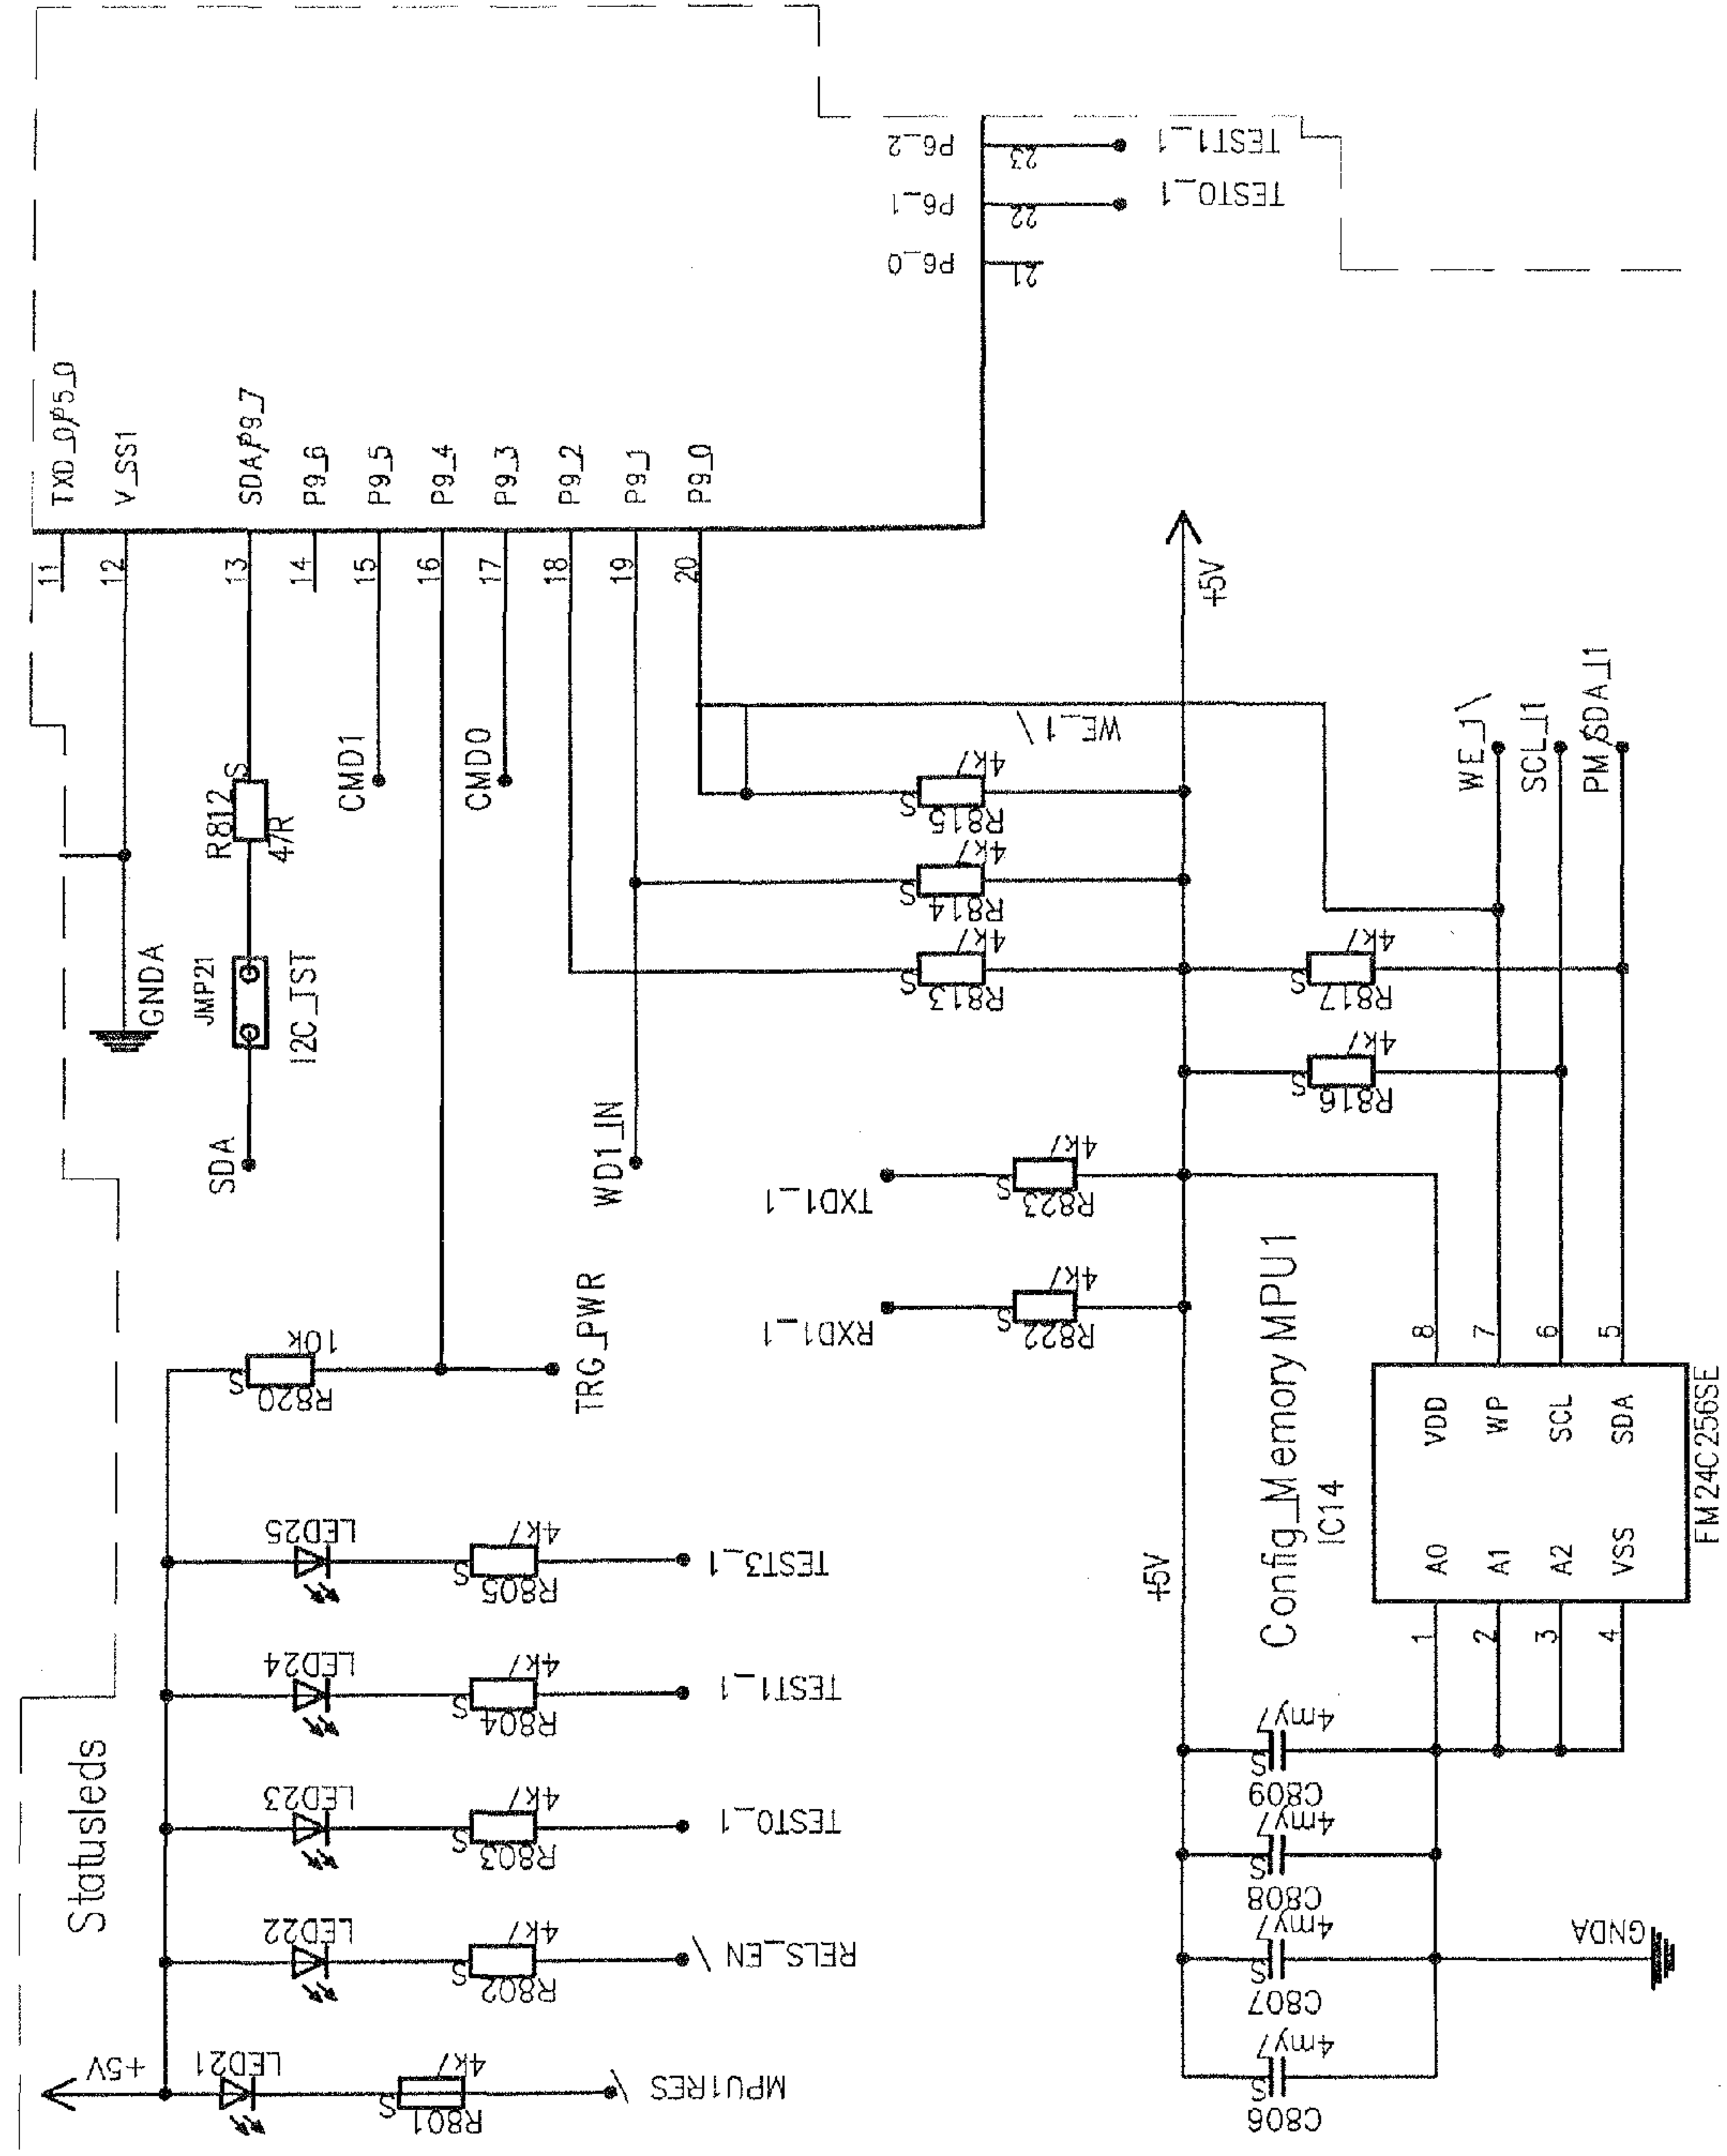 TXD_0/P5_0
V_SS1
SDA/P9_7
P9_6
P9_5
P9_4
P9_3
P9_2
P9_1
P9_0
11
12
13
14
15
16
17
18
19
20
P6_2
P6_1
P6_0
23
22
21
TEST1_1
TEST0_1
GNDA
R812
S
47R
JMP21
I2C_TST
SDA
CMD1
CMD0
WD1_IN
TRG_PWR
R820
S
10k
WE_1\
R815
S
4k7
R814
S
4k7
R813
S
4k7
+5V
R817
S
4k7
R816
S
4k7
TXD1_1
R823
S
4k7
RXD1_1
R822
S
4k7
WE_1\
SCL_I1
PM/SDA_I1
Statusleds
+5V
LED21
R801
S
4k7
MPU1RES\
LED22
R802
S
4k7
RELS_EN\
LED23
R803
S
4k7
TEST0_1
LED24
R804
S
4k7
TEST1_1
LED25
R805
S
4k7
TEST3_1
+5V
Config_Memory MPU1
IC14
8
7
6
5
VDD
WP
SCL
SDA
A0
A1
A2
VSS
1
2
3
4
FM24C256SE
C809
S
4my7
C808
S
4my7
C807
S
4my7
C806
S
4my7
GNDA